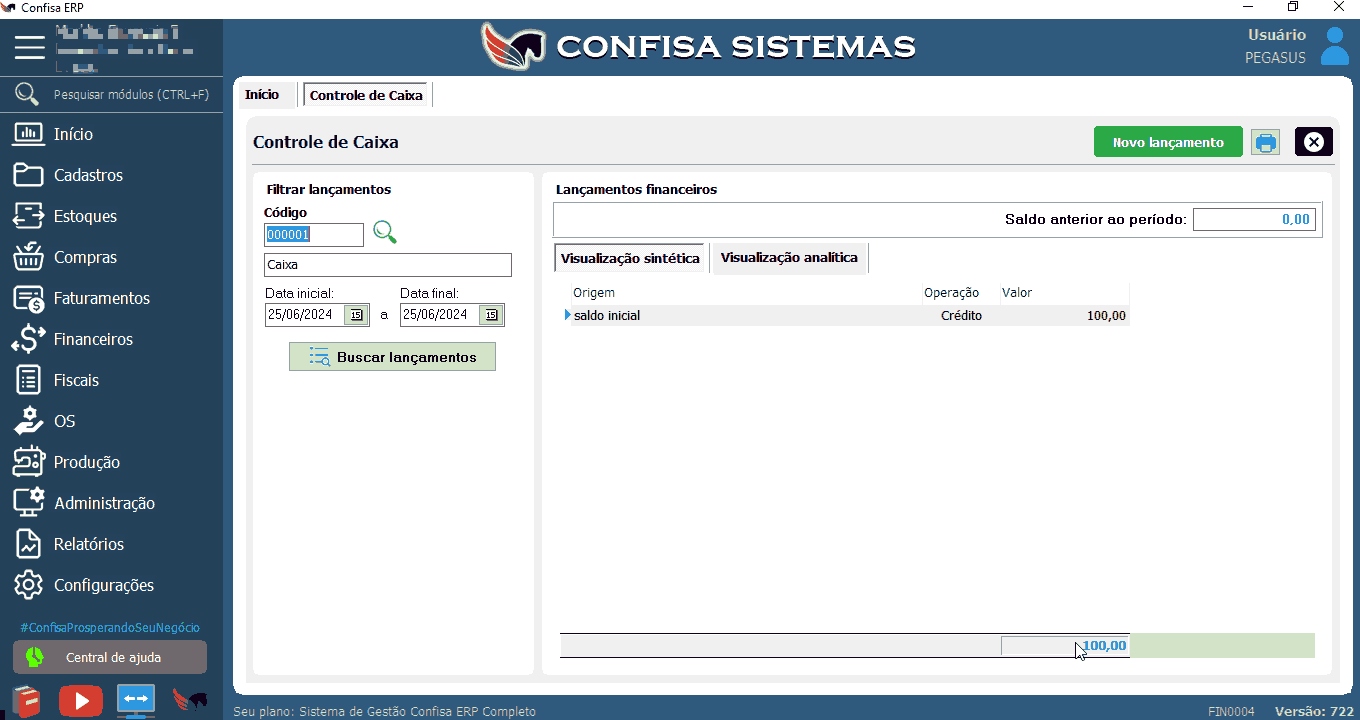 Confisa ERP
CONFISA SISTEMAS
Usuário
PEGASUS
Pesquisar módulos (CTRL+F)
Início
Cadastros
Estoques
Compras
Faturamentos
Financeiros
Fiscais
OS
Produção
Administração
Relatórios
Configurações
#ConfisaProsperandoSeuNegócio
Central de ajuda
Início
Controle de Caixa
Controle de Caixa
Novo lançamento
Filtrar lançamentos
Código
000001
Caixa
Data inicial: Data final:
25/06/2024 15 a 25/06/2024 15
Buscar lançamentos
Lançamentos financeiros
Saldo anterior ao período: 0,00
Visualização sintética
Visualização analítica
Origem Operação Valor
saldo inicial Crédito 100,00
100,00
Seu plano: Sistema de Gestão Confisa ERP Completo
FIN0004
Versão: 722